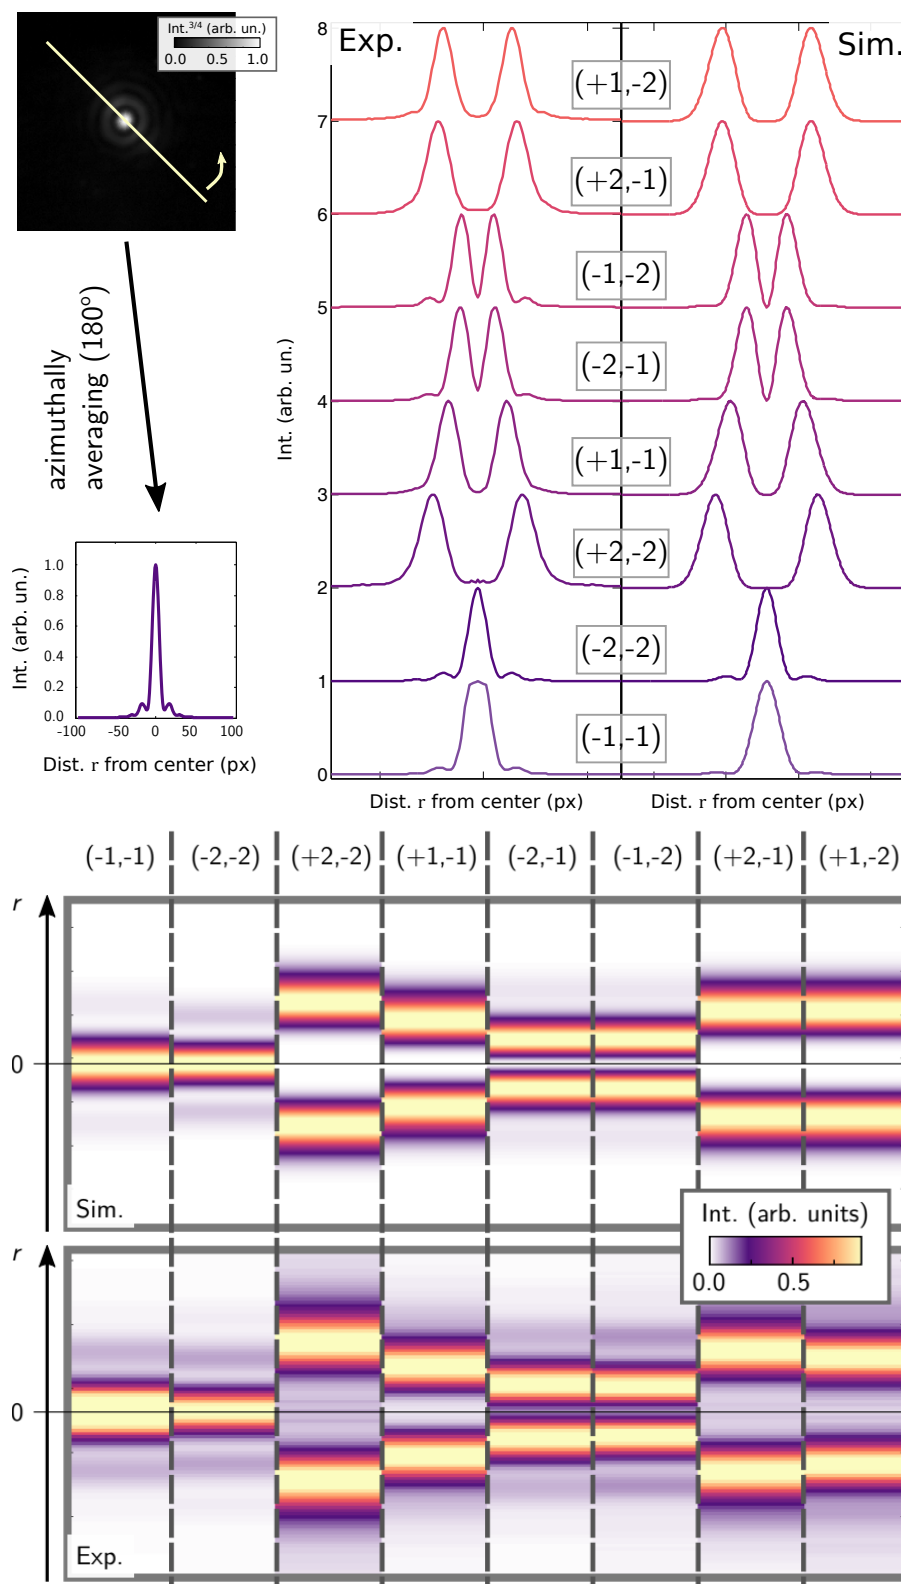 Int.3/4 (arb. un.)
0.0 0.5 1.0
azimuthally
averaging (180°)
Int. (arb. un.)
1.0
0.8
0.6
0.4
0.2
0.0
-100 -50 0 50 100
Dist. r from center (px)
Exp. Sim.
Int. (arb. un.)
8
7
6
5
4
3
2
1
0
(+1,-2)
(+2,-1)
(-1,-2)
(-2,-1)
(+1,-1)
(+2,-2)
(-2,-2)
(-1,-1)
Dist. r from center (px) Dist. r from center (px)
(-1,-1) (-2,-2) (+2,-2) (+1,-1) (-2,-1) (-1,-2) (+2,-1) (+1,-2)
r
0
Sim.
Int. (arb. units)
0.0 0.5
r
0
Exp.